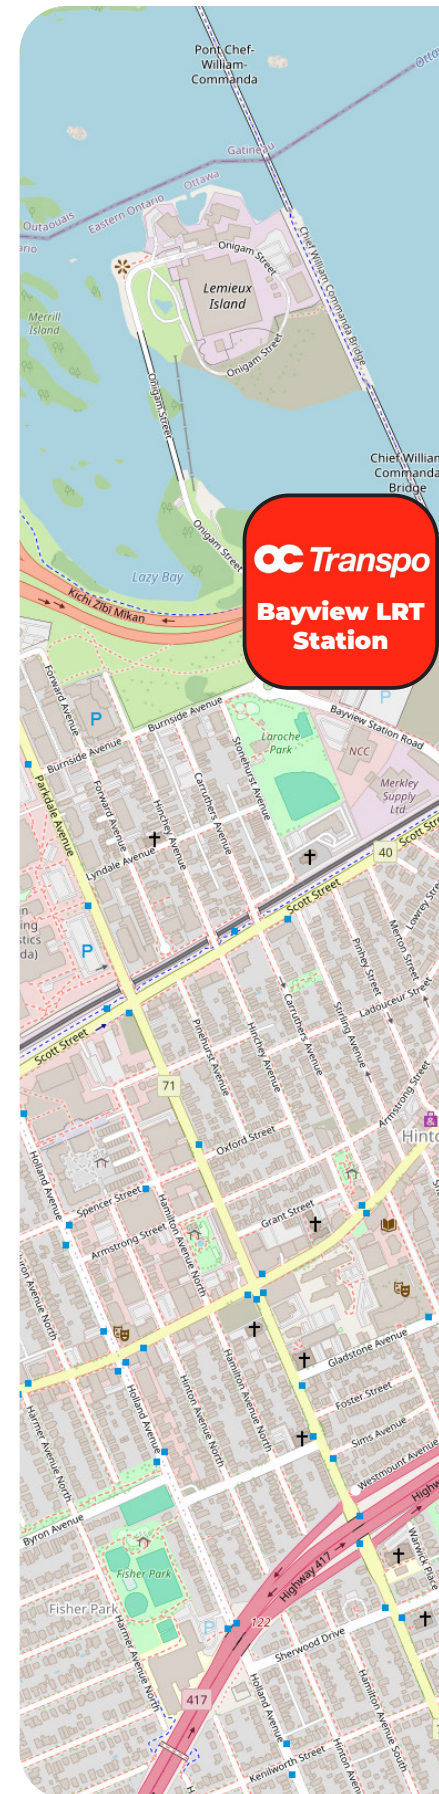 Pont Chef-
William-
Commanda
Gatineau
Ottawa
Outaouais
Eastern Ontario
Onigam Street
Lemieux
Island
Merrill
Island
Chief William Commanda Bridge
Onigam Street
Onigam Street
Chief William
Commanda
Bridge
Onigam Street
OC Transpo
Bayview LRT
Station
Lazy Bay
Kichi Zibi Mikan
Forward Avenue
P
P
Burnside Avenue
Bayview Station Road
Burnside Avenue
Stonehurst Avenue
Laroche
Park
NCC
Merkley
Supply
Ltd.
Parkdale Avenue
Forward Avenue
Hinchey Avenue
Carruthers Avenue
Lyndale Avenue
40
Scott Street
Lowrey Street
Merton Street
Pinhey Street
P
Scott Street
Carruthers Avenue
Stirling Avenue
Ladouceur Street
Pinehurst Avenue
Hinchey Avenue
71
Armstrong Street
Oxford Street
Holland Avenue
Spencer Street
Hamilton Avenue North
Grant Street
Armstrong Street
Gladstone Avenue
Holland Avenue
Hinton Avenue North
Hamilton Avenue North
Foster Street
Sims Avenue
Harmer Avenue North
Westmount Avenue
Byron Avenue
Highway 417
Warwick Place
Fisher Park
Fisher Park
122
P
Harmer Avenue North
Sherwood Drive
417
Holland Avenue
Hamilton Avenue South
Kenilworth Street